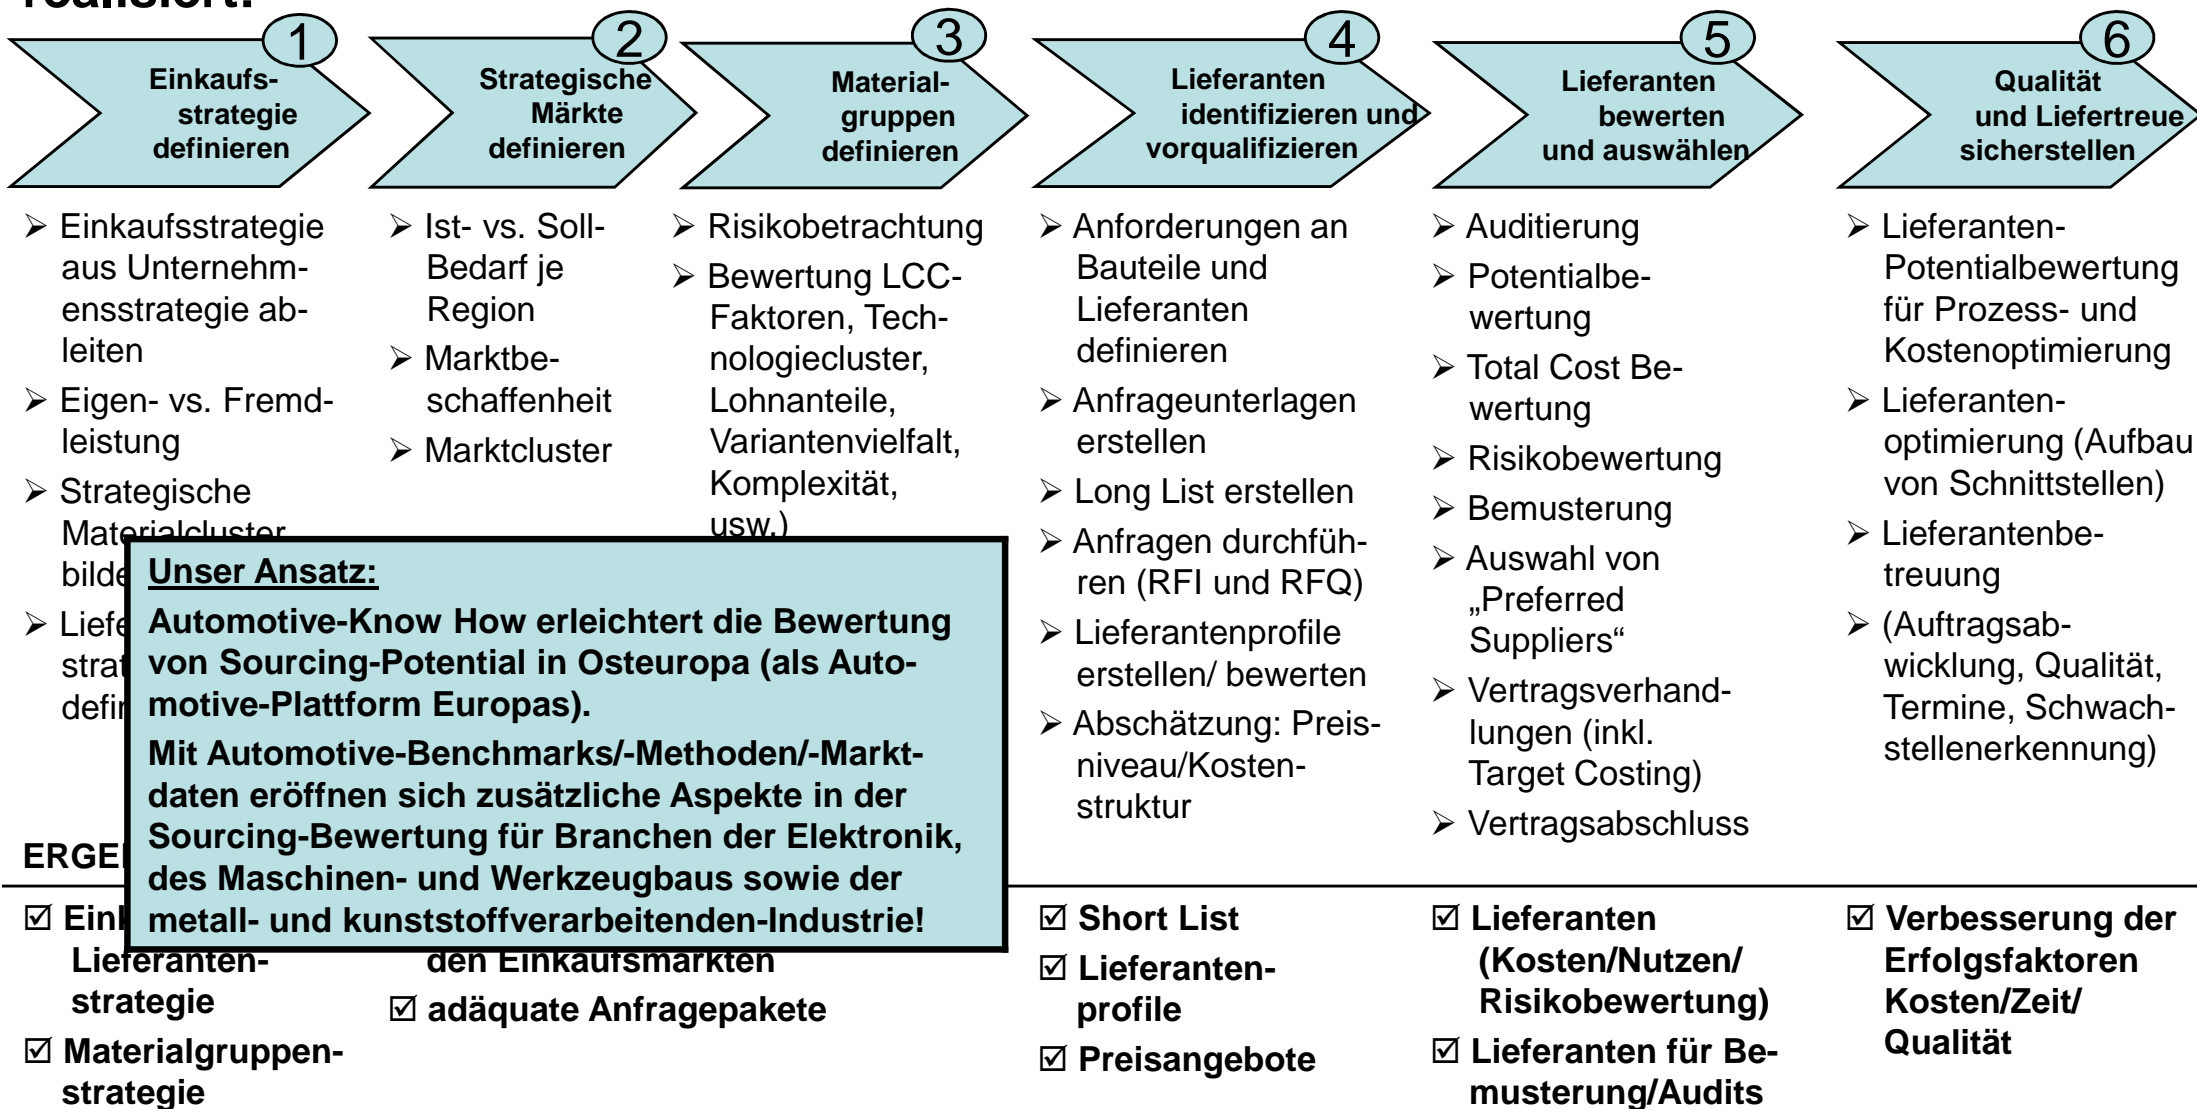 1
Einkaufs-
strategie
definieren
2
Strategische
Märkte
definieren
3
Material-
gruppen
definieren
4
Lieferanten
identifizieren und
vorqualifizieren
5
Lieferanten
bewerten
und auswählen
6
Qualität
und Liefertreue
sicherstellen
➢ Einkaufsstrategie
aus Unternehm-
ensstrategie ab-
leiten
➢ Eigen- vs. Fremd-
leistung
➢ Strategische
Materialcluster
bilde
➢ Liefe
strat
defin
➢ Ist- vs. Soll-
Bedarf je
Region
➢ Marktbe-
schaffenheit
➢ Marktcluster
➢ Risikobetrachtung
➢ Bewertung LCC-
Faktoren, Tech-
nologiecluster,
Lohnanteile,
Variantenvielfalt,
Komplexität,
usw.)
➢ Anforderungen an
Bauteile und
Lieferanten
definieren
➢ Anfrageunterlagen
erstellen
➢ Long List erstellen
➢ Anfragen durchfüh-
ren (RFI und RFQ)
➢ Lieferantenprofile
erstellen/ bewerten
➢ Abschätzung: Preis-
niveau/Kosten-
struktur
➢ Auditierung
➢ Potentialbe-
wertung
➢ Total Cost Be-
wertung
➢ Risikobewertung
➢ Bemusterung
➢ Auswahl von
„Preferred
Suppliers“
➢ Vertragsverhand-
lungen (inkl.
Target Costing)
➢ Vertragsabschluss
➢ Lieferanten-
Potentialbewertung
für Prozess- und
Kostenoptimierung
➢ Lieferanten-
optimierung (Aufbau
von Schnittstellen)
➢ Lieferantenbe-
treuung
➢ (Auftragsab-
wicklung, Qualität,
Termine, Schwach-
stellenerkennung)
Unser Ansatz:
Automotive-Know How erleichtert die Bewertung
von Sourcing-Potential in Osteuropa (als Auto-
motive-Plattform Europas).
Mit Automotive-Benchmarks/-Methoden/-Markt-
daten eröffnen sich zusätzliche Aspekte in der
Sourcing-Bewertung für Branchen der Elektronik,
des Maschinen- und Werkzeugbaus sowie der
metall- und kunststoffverarbeitenden-Industrie!
☑ Eink
Lieferanten-
strategie
☑ Materialgruppen-
strategie
den Einkaufsmärkten
☑ adäquate Anfragepakete
☑ Short List
☑ Lieferanten-
profile
☑ Preisangebote
☑ Lieferanten
(Kosten/Nutzen/
Risikobewertung)
☑ Lieferanten für Be-
musterung/Audits
☑ Verbesserung der
Erfolgsfaktoren
Kosten/Zeit/
Qualität